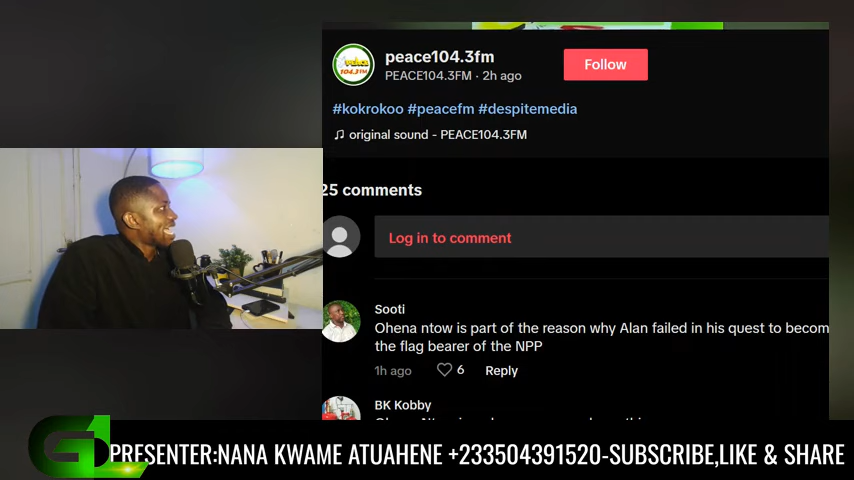 peace104.3fm
PEACE104.3FM · 2h ago
Follow
#kokrokoo #peacefm #despitemedia
original sound - PEACE104.3FM
25 comments
Log in to comment
Sooti
Ohena ntow is part of the reason why Alan failed in his quest to becom
the flag bearer of the NPP
1h ago
6
Reply
BK Kobby
PRESENTER:NANA KWAME ATUAHENE +233504391520-SUBSCRIBE,LIKE & SHARE